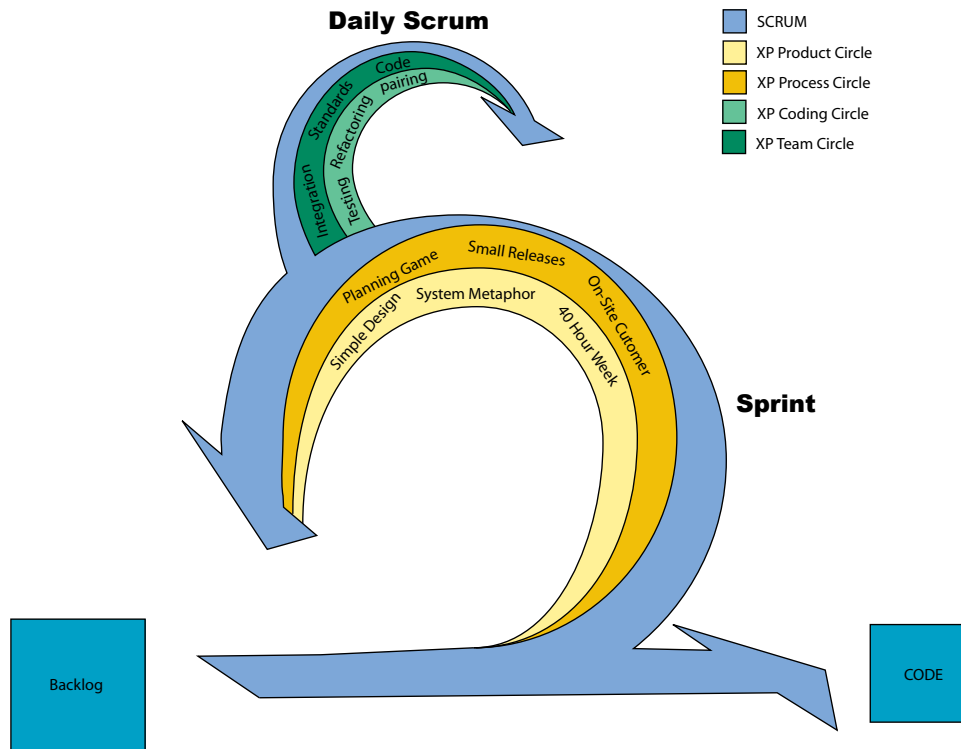 Daily Scrum
SCRUM
XP Product Circle
XP Process Circle
XP Coding Circle
XP Team Circle
Integration Standards Code
Testing Refactoring pairing
Planning Game Small Releases On-Site Cutomer
Simple Design System Metaphor 40 Hour Week
Sprint
Backlog
CODE